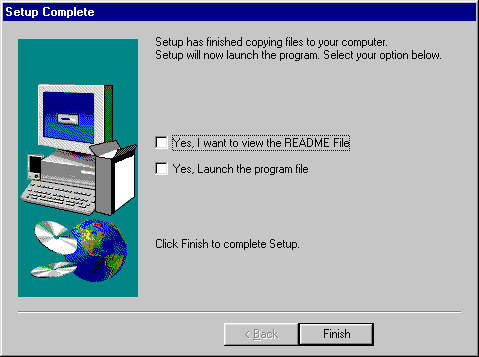 Setup Complete
Setup has finished copying files to your computer.
Setup will now launch the program. Select your option below.
Yes, I want to view the README File
Yes, Launch the program file
Click Finish to complete Setup.
< Back
Finish